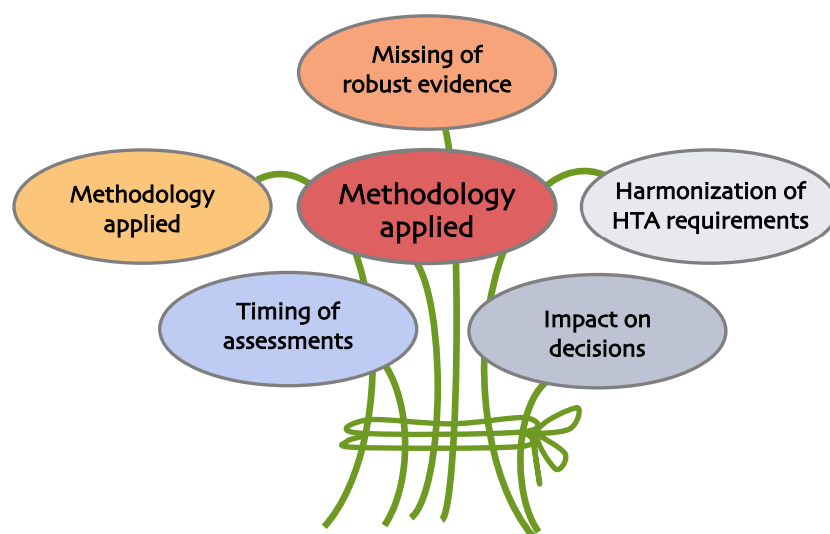 Missing of
robust evidence
Methodology
applied
Methodology
applied
Harmonization of
HTA requirements
Timing of
assessments
Impact on
decisions